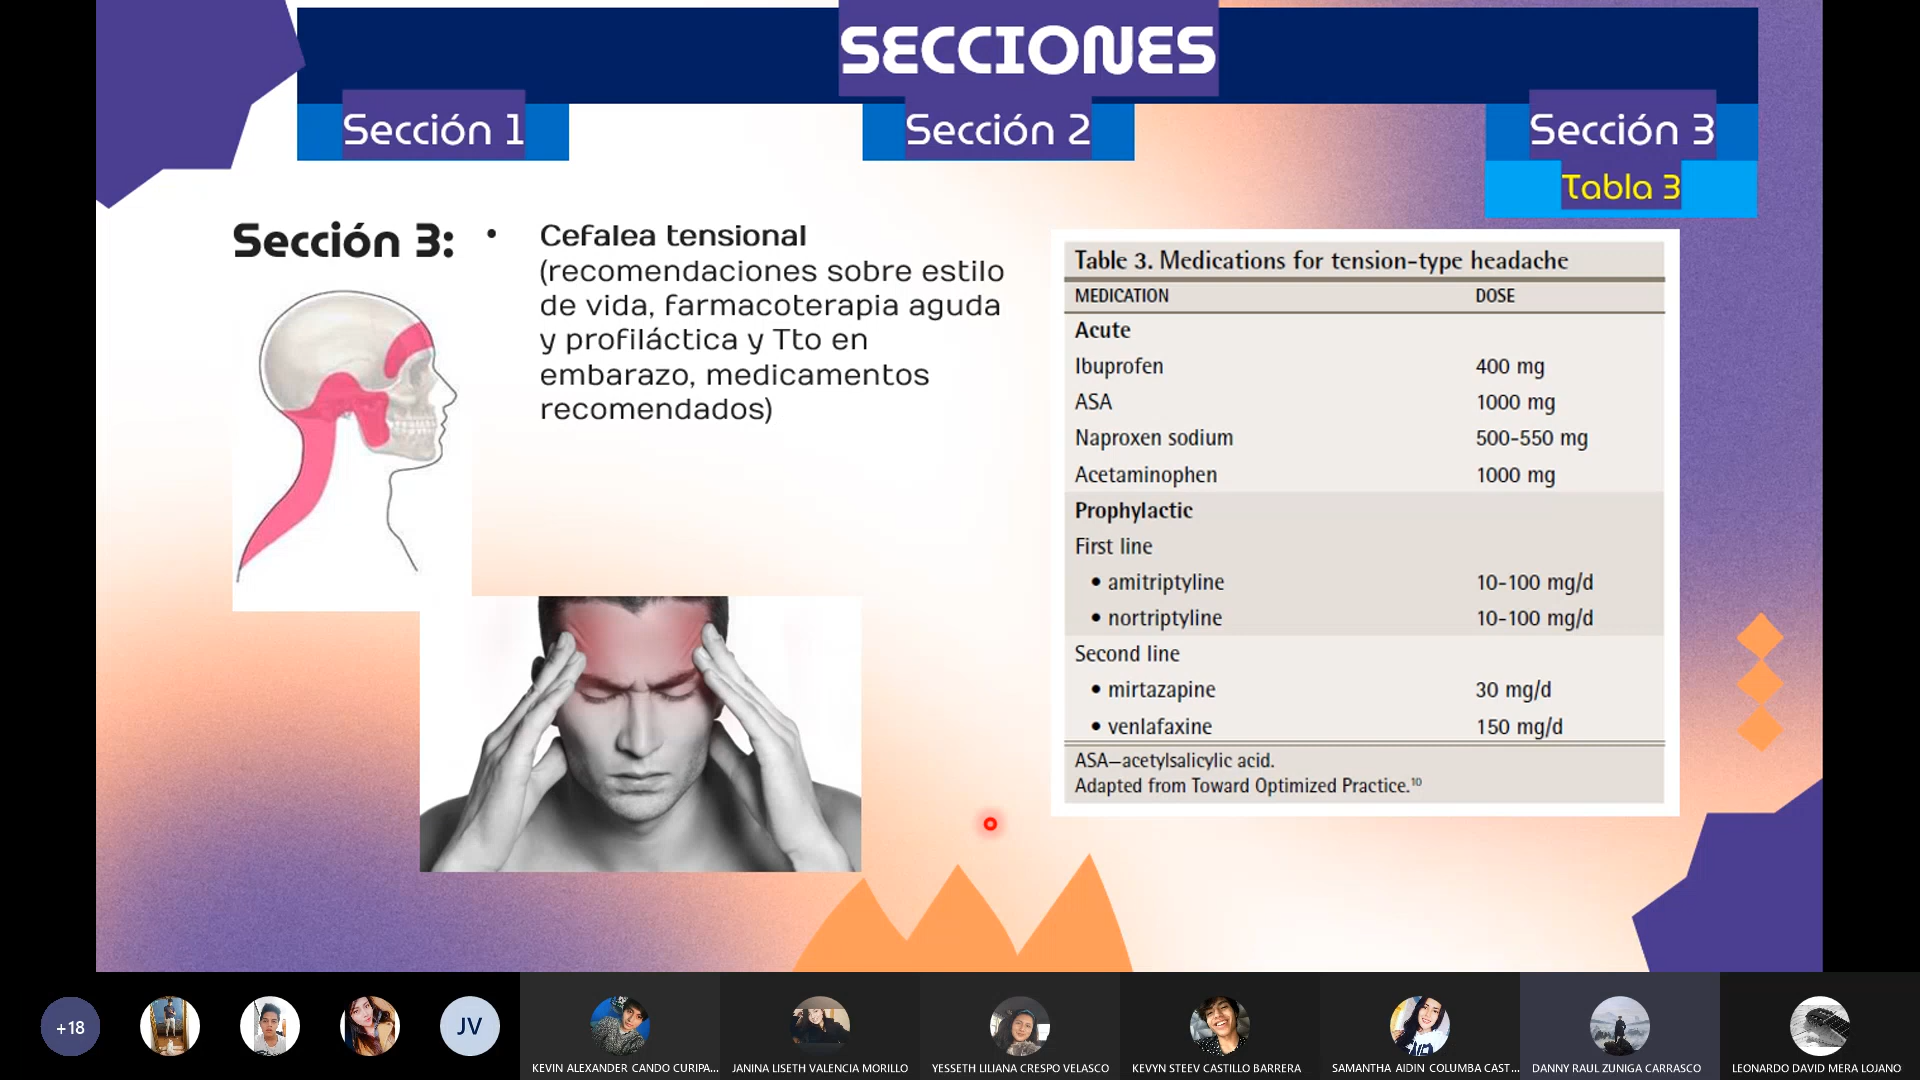 SECCIONES
Sección 1
Sección 2
Sección 3
Tabla 3
Sección 3:
• Cefalea tensional
(recomendaciones sobre estilo
de vida, farmacoterapia aguda
y profiláctica y Tto en
embarazo, medicamentos
recomendados)
Table 3. Medications for tension-type headache
MEDICATION DOSE
Acute
Ibuprofen 400 mg
ASA 1000 mg
Naproxen sodium 500-550 mg
Acetaminophen 1000 mg
Prophylactic
First line
• amitriptyline 10-100 mg/d
• nortriptyline 10-100 mg/d
Second line
• mirtazapine 30 mg/d
• venlafaxine 150 mg/d
ASA—acetylsalicylic acid.
Adapted from Toward Optimized Practice.¹⁰
+18
JV
KEVIN ALEXANDER CANDO CURIPA...
JANINA LISETH VALENCIA MORILLO
YESSETH LILIANA CRESPO VELASCO
KEVYN STEEV CASTILLO BARRERA
SAMANTHA AIDIN COLUMBA CAST...
DANNY RAUL ZUNIGA CARRASCO
LEONARDO DAVID MERA LOJANO